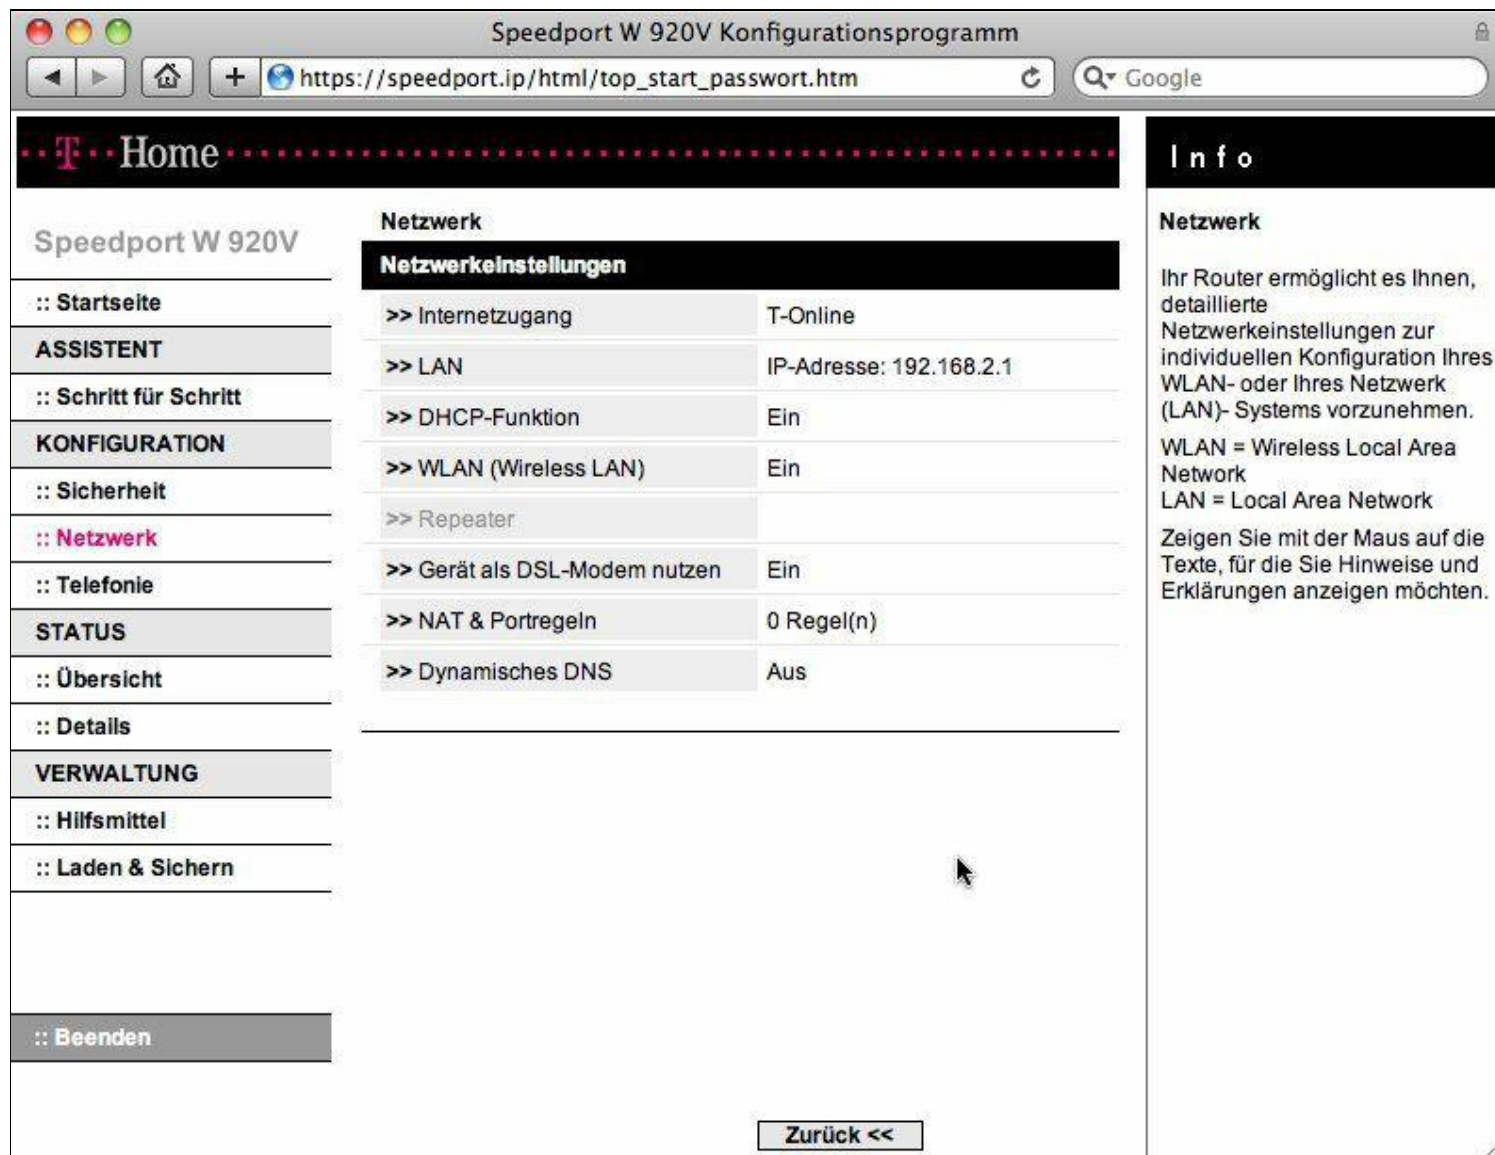 Speedport W 920V Konfigurationsprogramm
https://speedport.ip/html/top_start_passwort.htm
Google
T Home
Info
Speedport W 920V
:: Startseite
ASSISTENT
:: Schritt für Schritt
KONFIGURATION
:: Sicherheit
:: Netzwerk
:: Telefonie
STATUS
:: Übersicht
:: Details
VERWALTUNG
:: Hilfsmittel
:: Laden & Sichern
:: Beenden
Netzwerk
Netzwerkeinstellungen
>> Internetzugang T-Online
>> LAN IP-Adresse: 192.168.2.1
>> DHCP-Funktion Ein
>> WLAN (Wireless LAN) Ein
>> Repeater
>> Gerät als DSL-Modem nutzen Ein
>> NAT & Portregeln 0 Regel(n)
>> Dynamisches DNS Aus
Zurück <<
Netzwerk
Ihr Router ermöglicht es Ihnen,
detaillierte
Netzwerkeinstellungen zur
individuellen Konfiguration Ihres
WLAN- oder Ihres Netzwerk
(LAN)- Systems vorzunehmen.
WLAN = Wireless Local Area
Network
LAN = Local Area Network
Zeigen Sie mit der Maus auf die
Texte, für die Sie Hinweise und
Erklärungen anzeigen möchten.